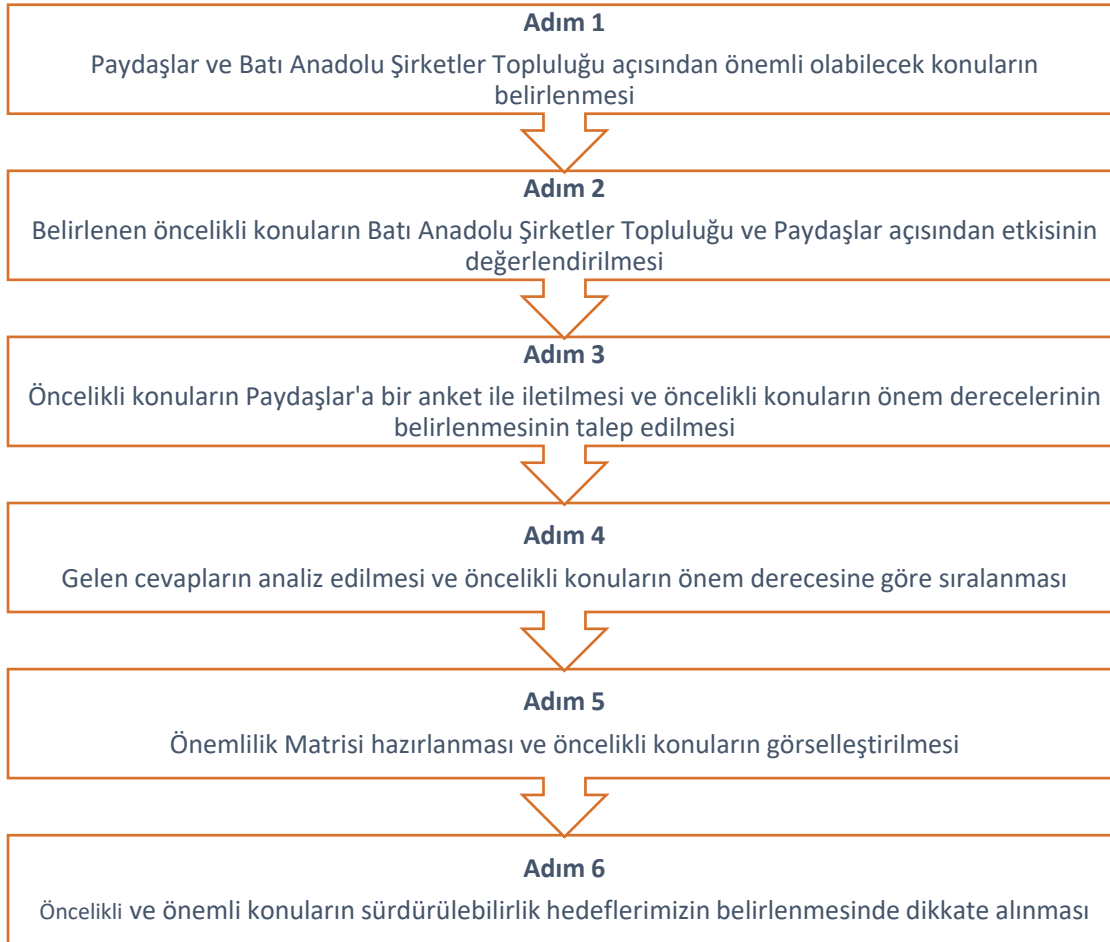 Adım 1
Paydaşlar ve Batı Anadolu Şirketler Topluluğu açısından önemli olabilecek konuların
belirlenmesi
Adım 2
Belirlenen öncelikli konuların Batı Anadolu Şirketler Topluluğu ve Paydaşlar açısından etkisinin
değerlendirilmesi
Adım 3
Öncelikli konuların Paydaşlar'a bir anket ile iletilmesi ve öncelikli konuların önem derecelerinin
belirlenmesinin talep edilmesi
Adım 4
Gelen cevapların analiz edilmesi ve öncelikli konuların önem derecesine göre sıralanması
Adım 5
Önemlilik Matrisi hazırlanması ve öncelikli konuların görselleştirilmesi
Adım 6
Öncelikli ve önemli konuların sürdürülebilirlik hedeflerimizin belirlenmesinde dikkate alınması